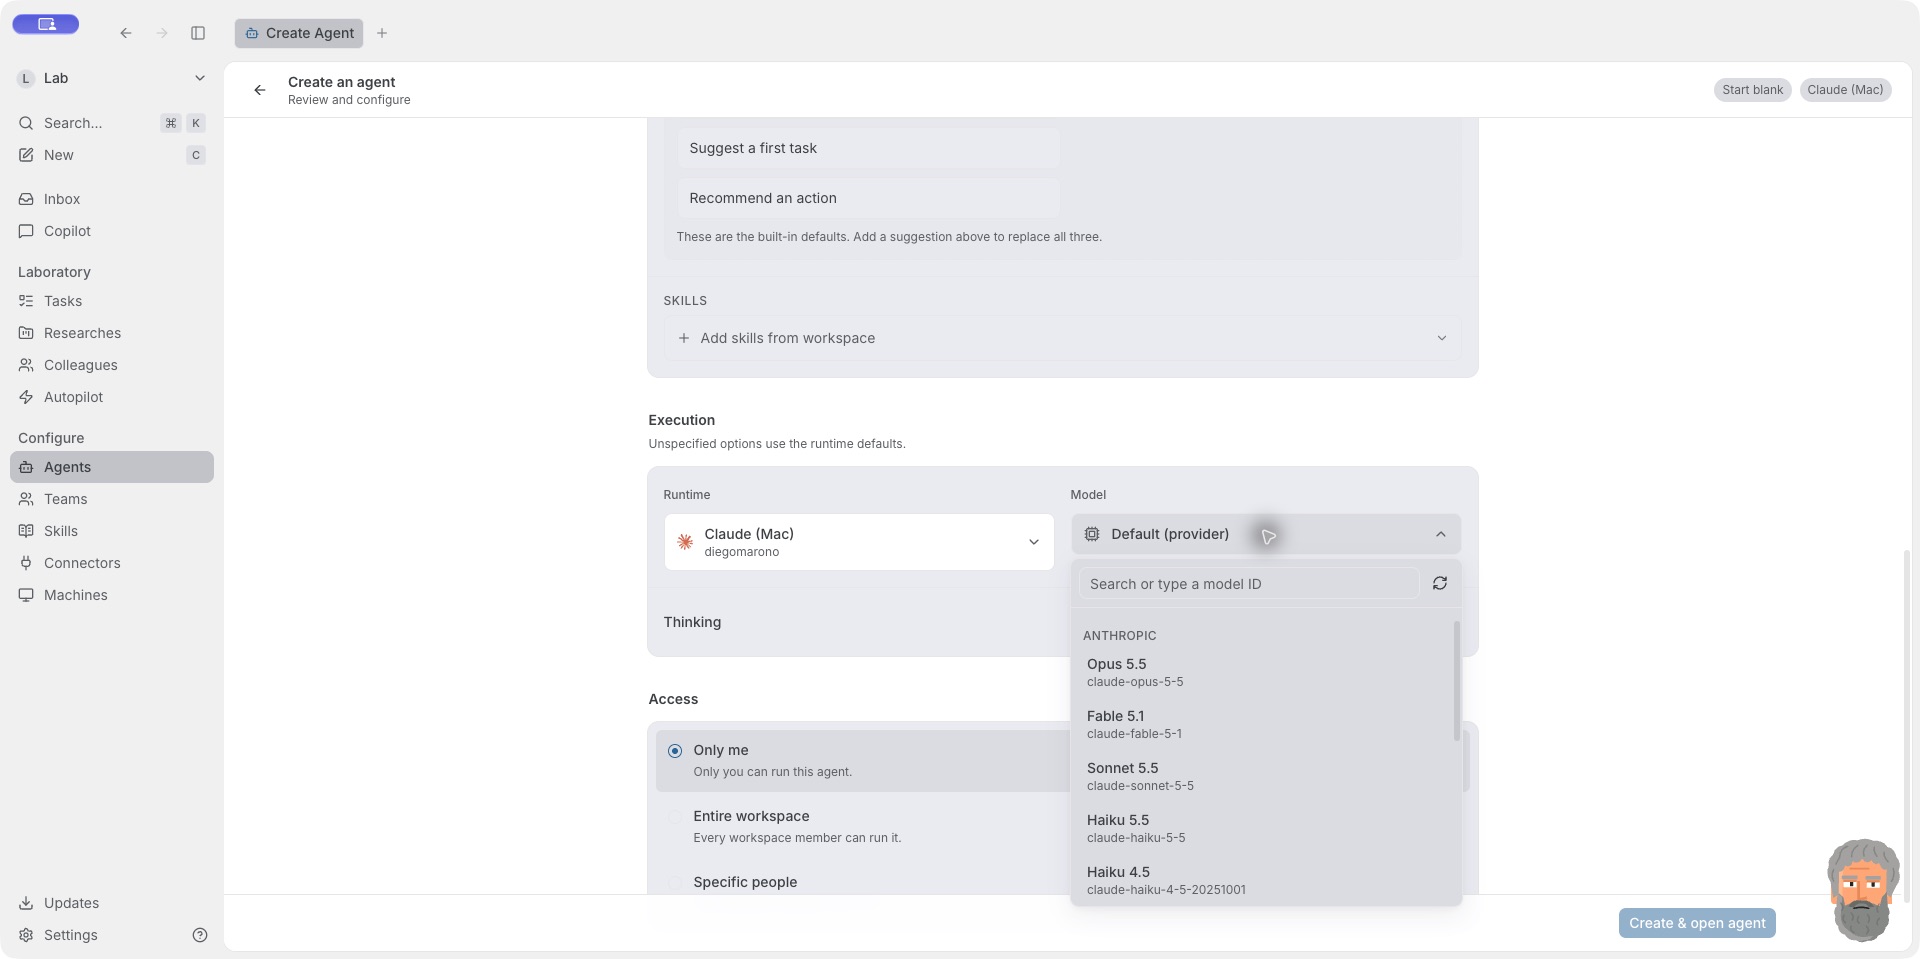 Create Agent
L Lab
Create an agent
Review and configure
Start blank
Claude (Mac)
Search... ⌘ K
New C
Inbox
Copilot
Laboratory
Tasks
Researches
Colleagues
Autopilot
Configure
Agents
Teams
Skills
Connectors
Machines
Updates
Settings
Suggest a first task
Recommend an action
These are the built-in defaults. Add a suggestion above to replace all three.
SKILLS
Add skills from workspace
Execution
Unspecified options use the runtime defaults.
Runtime
Claude (Mac)
diegomarono
Model
Default (provider)
Search or type a model ID
ANTHROPIC
Opus 5.5
claude-opus-5-5
Fable 5.1
claude-fable-5-1
Sonnet 5.5
claude-sonnet-5-5
Haiku 5.5
claude-haiku-5-5
Haiku 4.5
claude-haiku-4-5-20251001
Thinking
Access
Only me
Only you can run this agent.
Entire workspace
Every workspace member can run it.
Specific people
Create & open agent